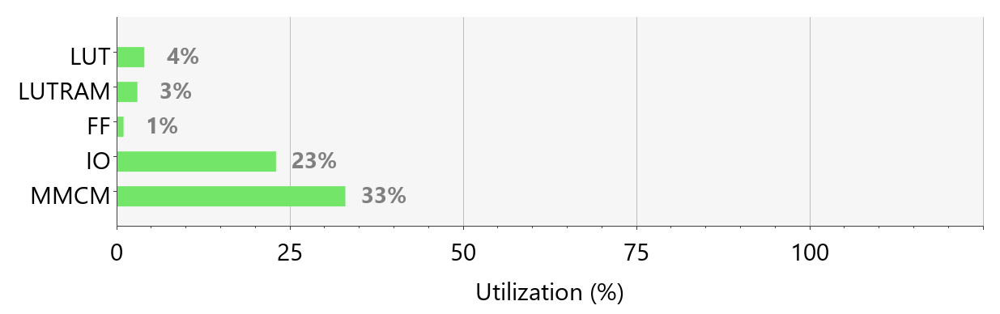 LUT 4%
LUTRAM 3%
FF 1%
IO 23%
MMCM 33%
0 25 50 75 100
Utilization (%)